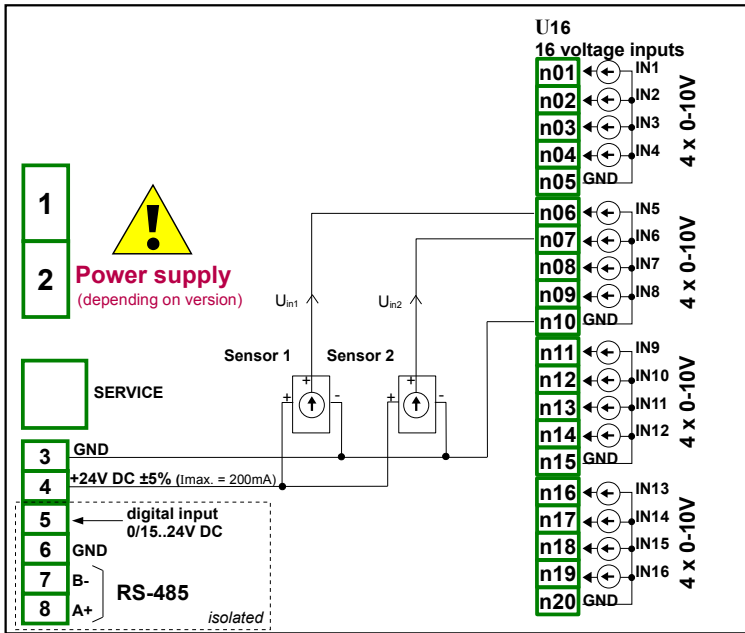 U16
16 voltage inputs
n01 IN1
n02 IN2
n03 IN3
n04 IN4
n05 GND
4 x 0-10V
n06 IN5
n07 IN6
n08 IN7
n09 IN8
n10 GND
4 x 0-10V
n11 IN9
n12 IN10
n13 IN11
n14 IN12
n15 GND
4 x 0-10V
n16 IN13
n17 IN14
n18 IN15
n19 IN16
n20 GND
4 x 0-10V
1
2
!
Power supply
(depending on version)
Uin1
Uin2
Sensor 1
Sensor 2
+
+ -
+
+ -
SERVICE
3 GND
4 +24V DC ±5% (Imax. = 200mA)
5 digital input
0/15..24V DC
6 GND
7 B-
8 A+
RS-485
isolated